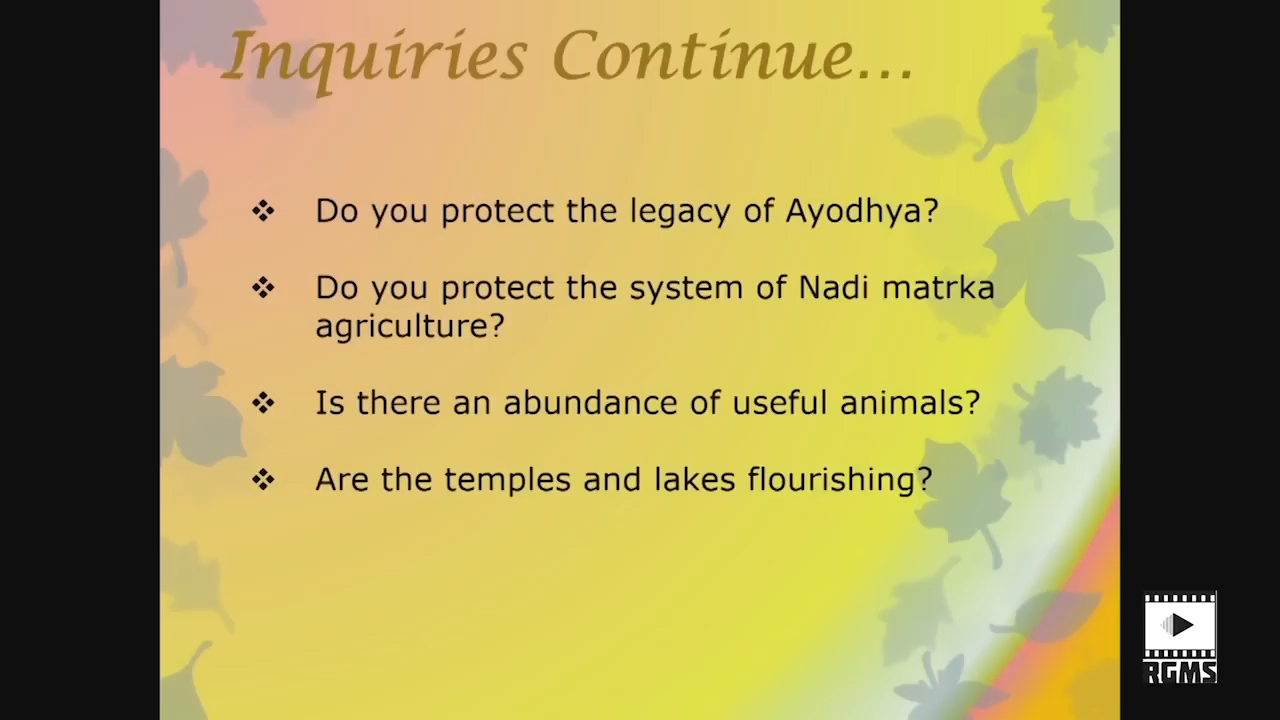 Inquiries Continue...
❖ Do you protect the legacy of Ayodhya?
❖ Do you protect the system of Nadi matrka
agriculture?
❖ Is there an abundance of useful animals?
❖ Are the temples and lakes flourishing?
RGMS